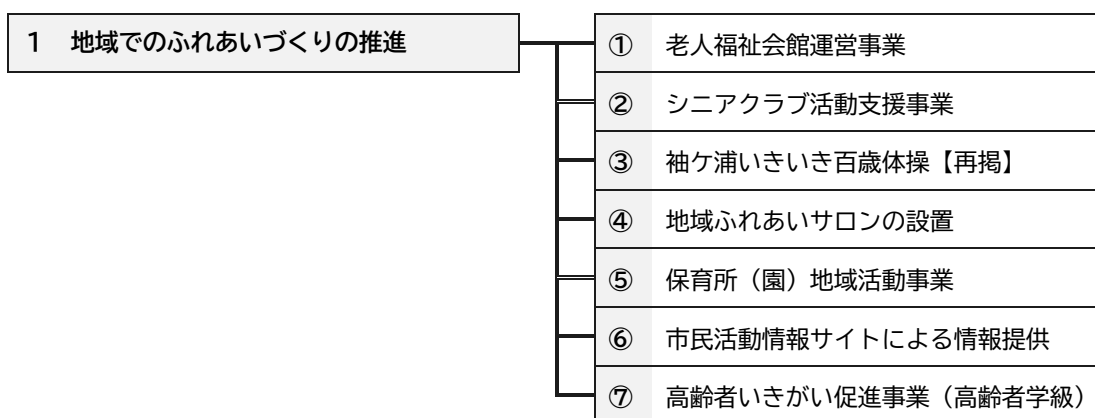 1 地域でのふれあいづくりの推進
① 老人福祉会館運営事業
② シニアクラブ活動支援事業
③ 袖ケ浦いきいき百歳体操【再掲】
④ 地域ふれあいサロンの設置
⑤ 保育所（園）地域活動事業
⑥ 市民活動情報サイトによる情報提供
⑦ 高齢者いきがい促進事業（高齢者学級）